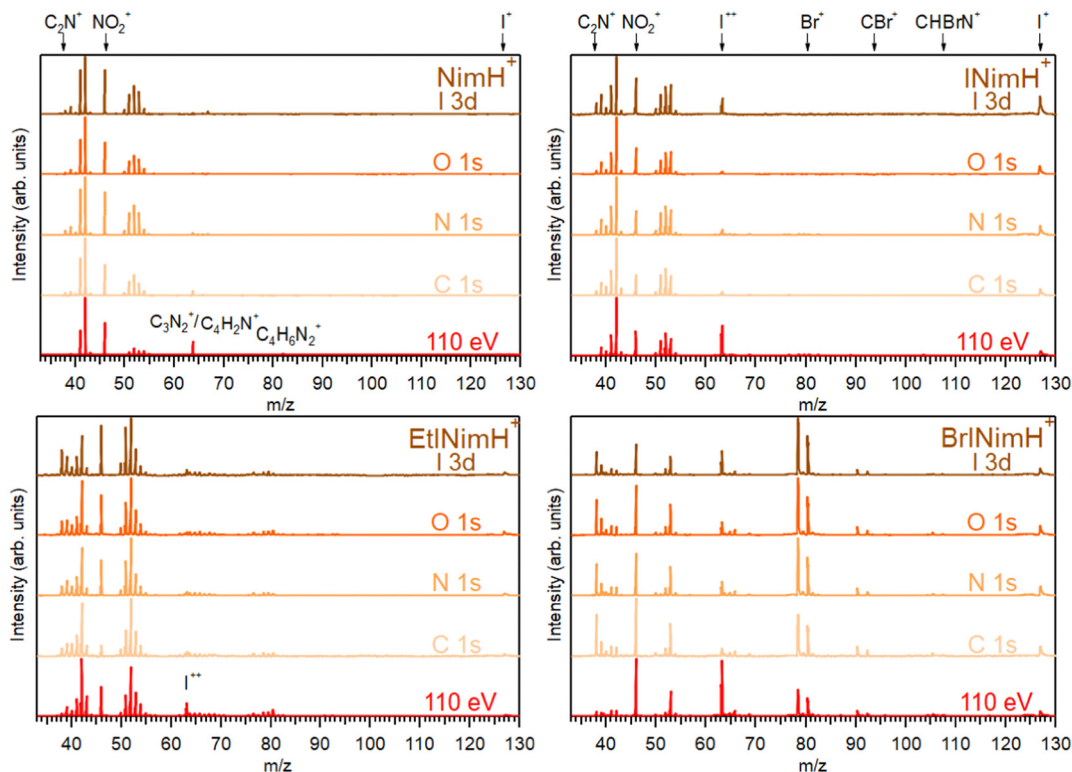 C₂N⁺ NO₂⁺ I⁺
NimH⁺
I 3d
O 1s
N 1s
C 1s
C₃N₂⁺/C₄H₂N⁺ C₄H₆N₂⁺
110 eV
Intensity (arb. units)
40 50 60 70 80 90 100 110 120 130
m/z
C₂N⁺ NO₂⁺ I⁺⁺ Br⁺ CBr⁺ CHBrN⁺ I⁺
INimH⁺
I 3d
O 1s
N 1s
C 1s
110 eV
Intensity (arb. units)
40 50 60 70 80 90 100 110 120 130
m/z
EtINimH⁺
I 3d
O 1s
N 1s
C 1s
I⁺⁺
110 eV
Intensity (arb. units)
40 50 60 70 80 90 100 110 120 130
m/z
BrINimH⁺
I 3d
O 1s
N 1s
C 1s
110 eV
Intensity (arb. units)
40 50 60 70 80 90 100 110 120 130
m/z